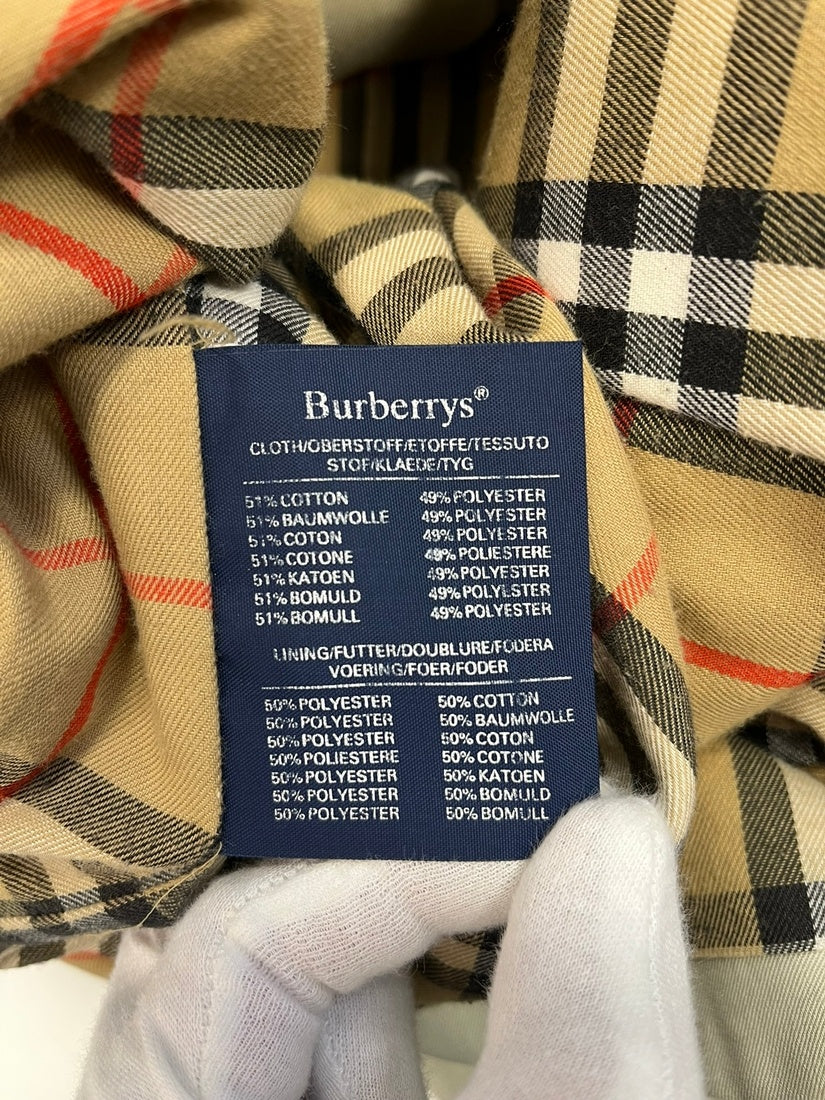 Burberrys®
CLOTH/OBERSTOFF/ETOFFE/TESSUTO
STOF/KLAEDE/TYG
51% COTTON 49% POLYESTER
51% BAUMWOLLE 49% POLYESTER
51% COTON 49% POLYESTER
51% COTONE 49% POLIESTERE
51% KATOEN 49% POLYESTER
51% BOMULD 49% POLYESTER
51% BOMULL 49% POLYESTER
LINING/FUTTER/DOUBLURE/FODERA
VOERING/FOER/FODER
50% POLYESTER 50% COTTON
50% POLYESTER 50% BAUMWOLLE
50% POLYESTER 50% COTON
50% POLIESTERE 50% COTONE
50% POLYESTER 50% KATOEN
50% POLYESTER 50% BOMULD
50% POLYESTER 50% BOMULL